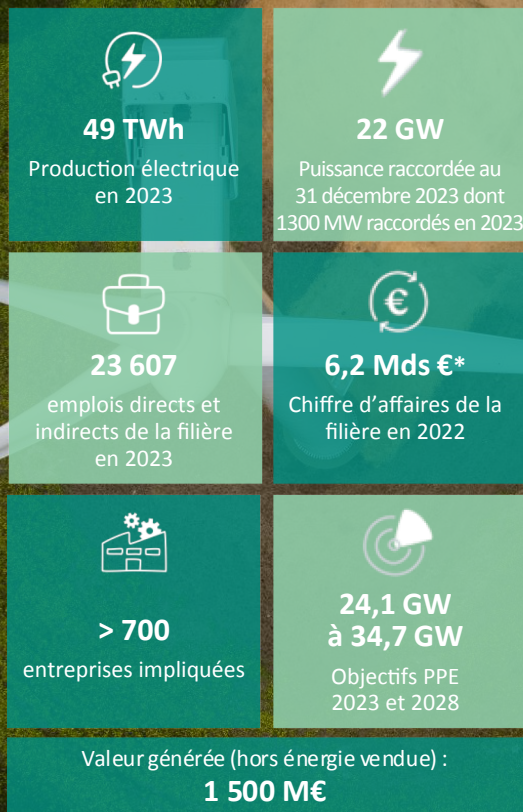 49 TWh
Production électrique
en 2023
22 GW
Puissance raccordée au
31 décembre 2023 dont
1300 MW raccordés en 2023
23 607
emplois directs et
indirects de la filière
en 2023
6,2 Mds €*
Chiffre d'affaires de la
filière en 2022
> 700
entreprises impliquées
24,1 GW
à 34,7 GW
Objectifs PPE
2023 et 2028
Valeur générée (hors énergie vendue) :
1 500 M€